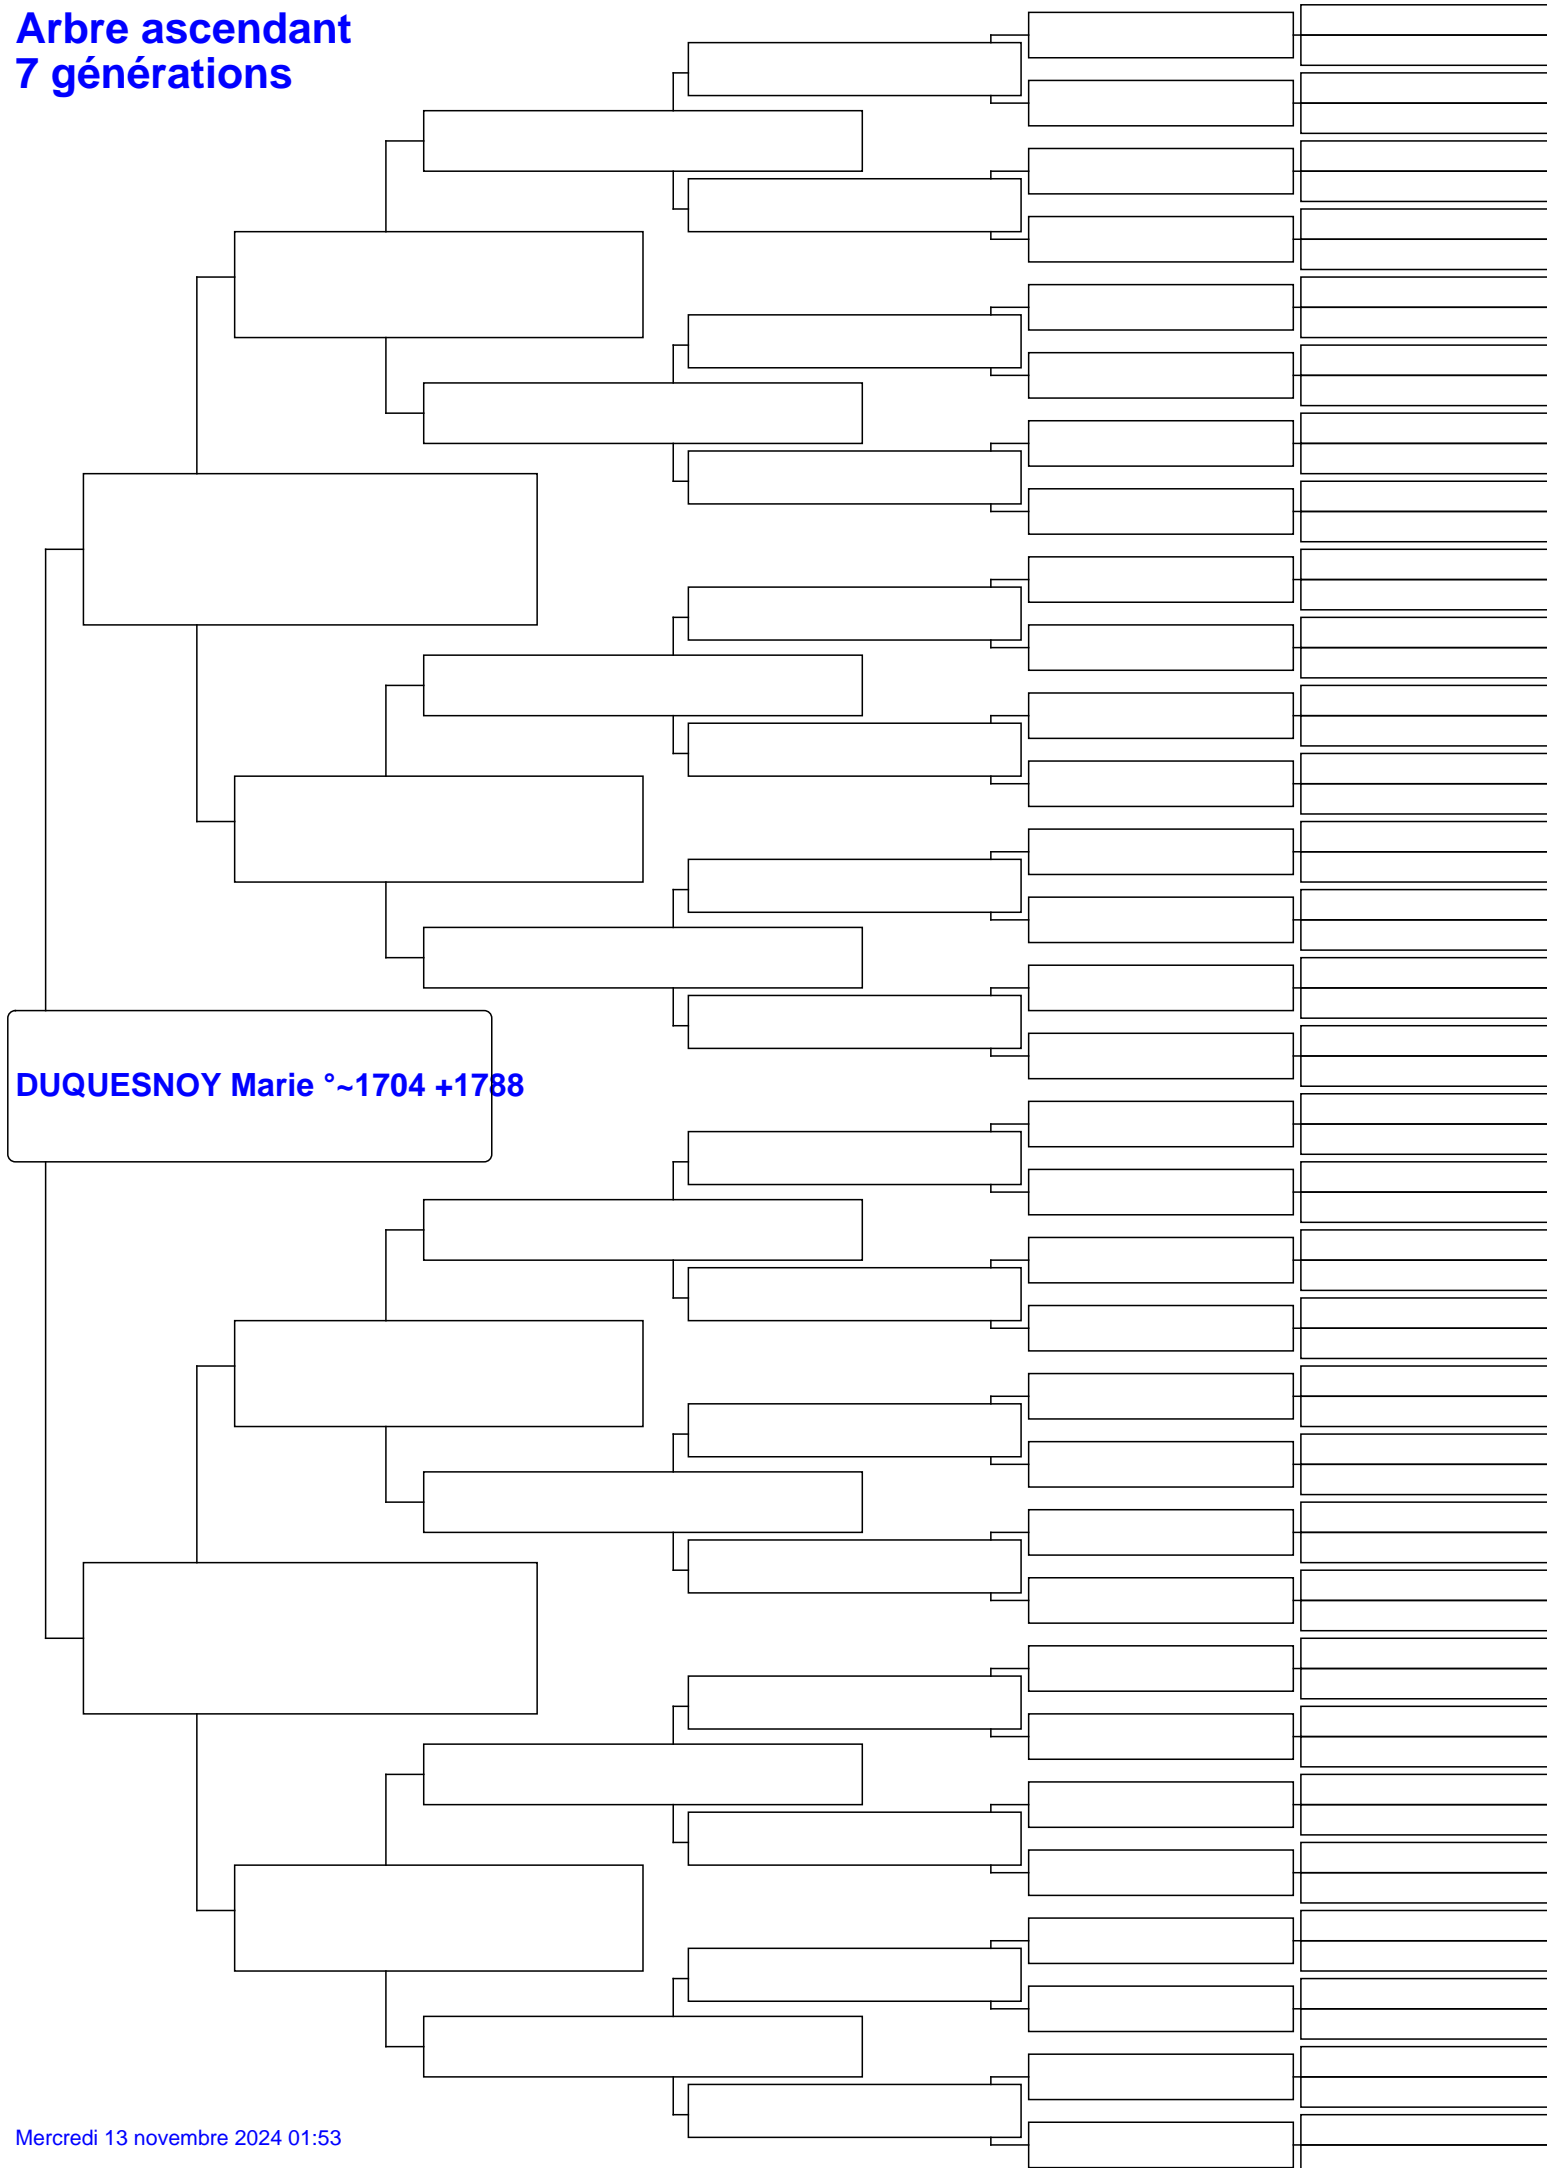 Arbre ascendant
7 générations
DUQUESNOY Marie °~1704 +1788
Mercredi 13 novembre 2024 01:53